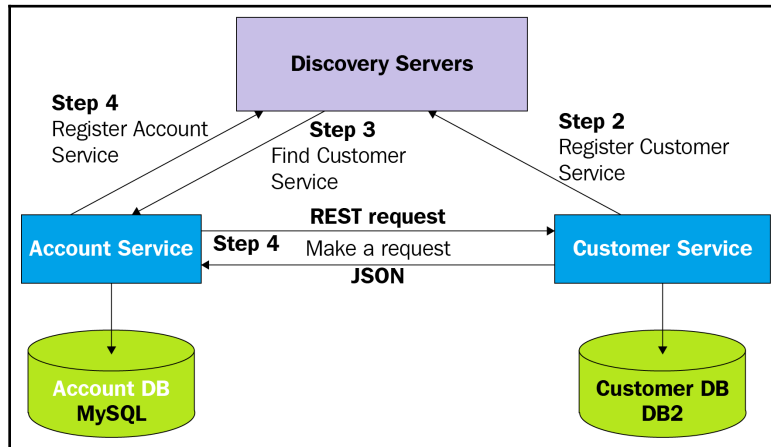 Discovery Servers
Step 4
Register Account
Service
Step 3
Find Customer
Service
Step 2
Register Customer
Service
REST request
Account Service
Step 4
Make a request
Customer Service
JSON
Account DB
MySQL
Customer DB
DB2